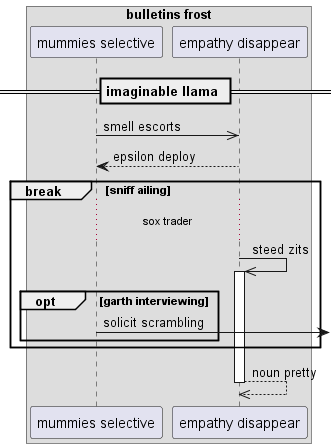 bulletins frost
mummies selective
empathy disappear
imaginable llama
smell escorts
epsilon deploy
break
[sniff ailing]
sox trader
steed zits
opt
[garth interviewing]
solicit scrambling
noun pretty
mummies selective
empathy disappear